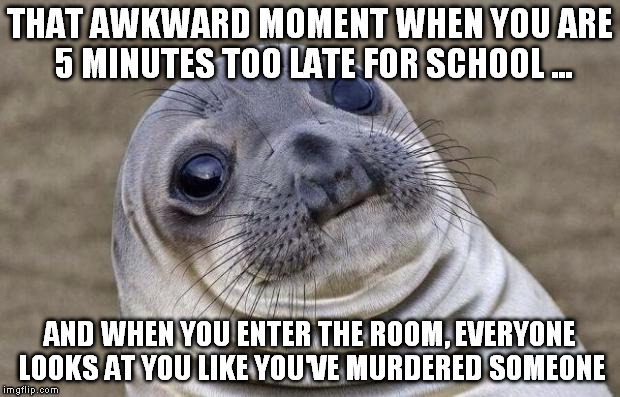 THAT AWKWARD MOMENT WHEN YOU ARE
5 MINUTES TOO LATE FOR SCHOOL ...
AND WHEN YOU ENTER THE ROOM, EVERYONE
LOOKS AT YOU LIKE YOU'VE MURDERED SOMEONE
imgflip.com